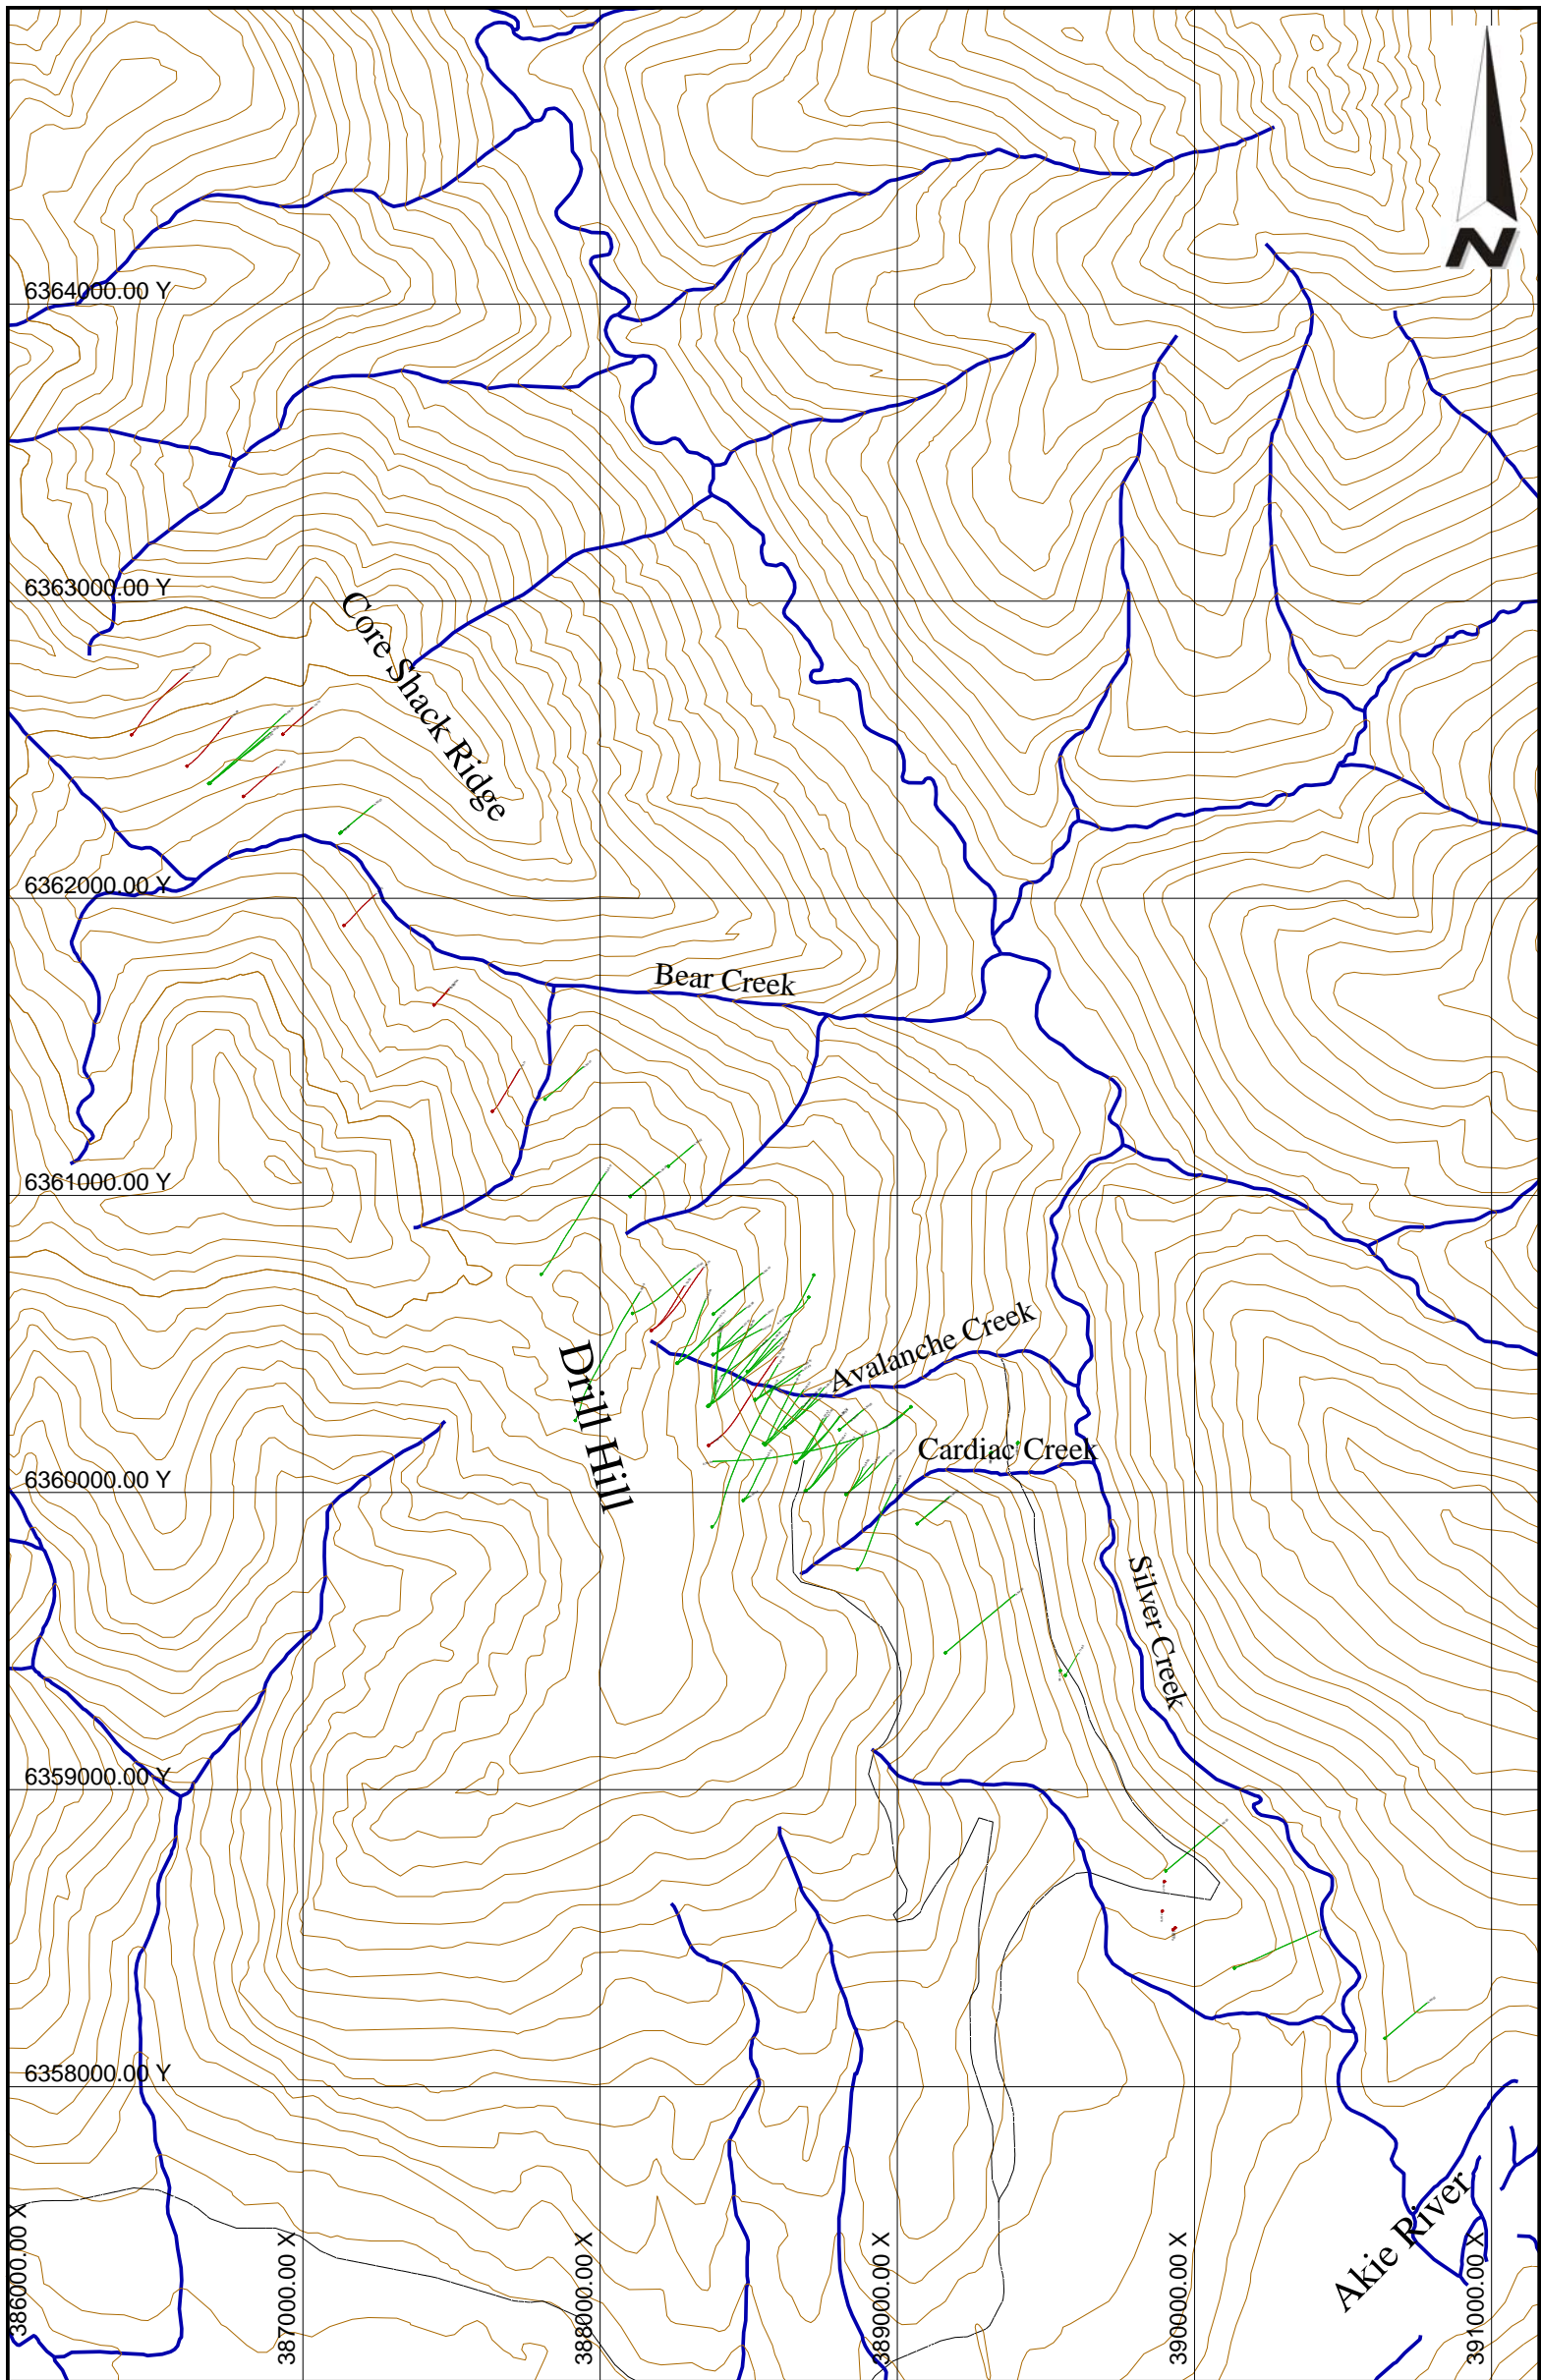 N
6364000.00 Y
6363000.00 Y
Core Shack Ridge
6362000.00 Y
Bear Creek
6361000.00 Y
Avalanche Creek
Drill Hill
Cardiac Creek
6360000.00 Y
Silver Creek
6359000.00 Y
6358000.00 Y
Akie River
386000.00 X
387000.00 X
388000.00 X
389000.00 X
390000.00 X
391000.00 X